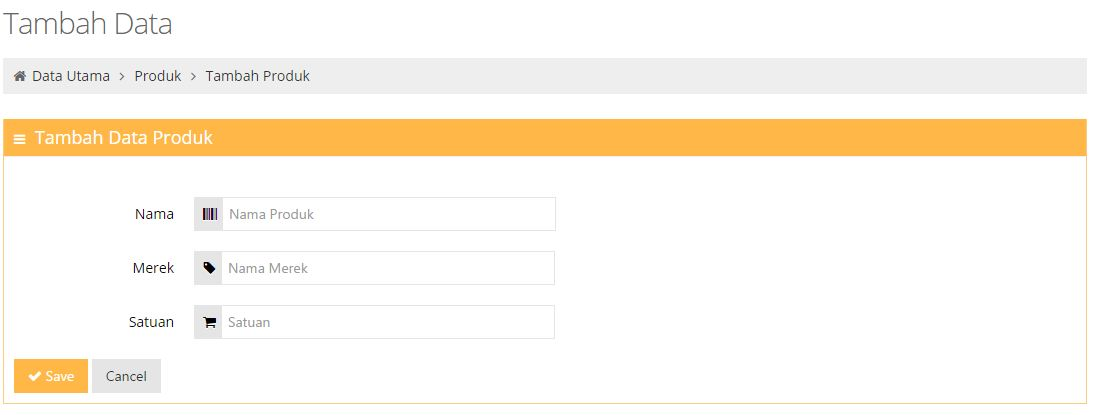 Tambah Data
Data Utama > Produk > Tambah Produk
Tambah Data Produk
Nama Nama Produk
Merek Nama Merek
Satuan Satuan
Save Cancel